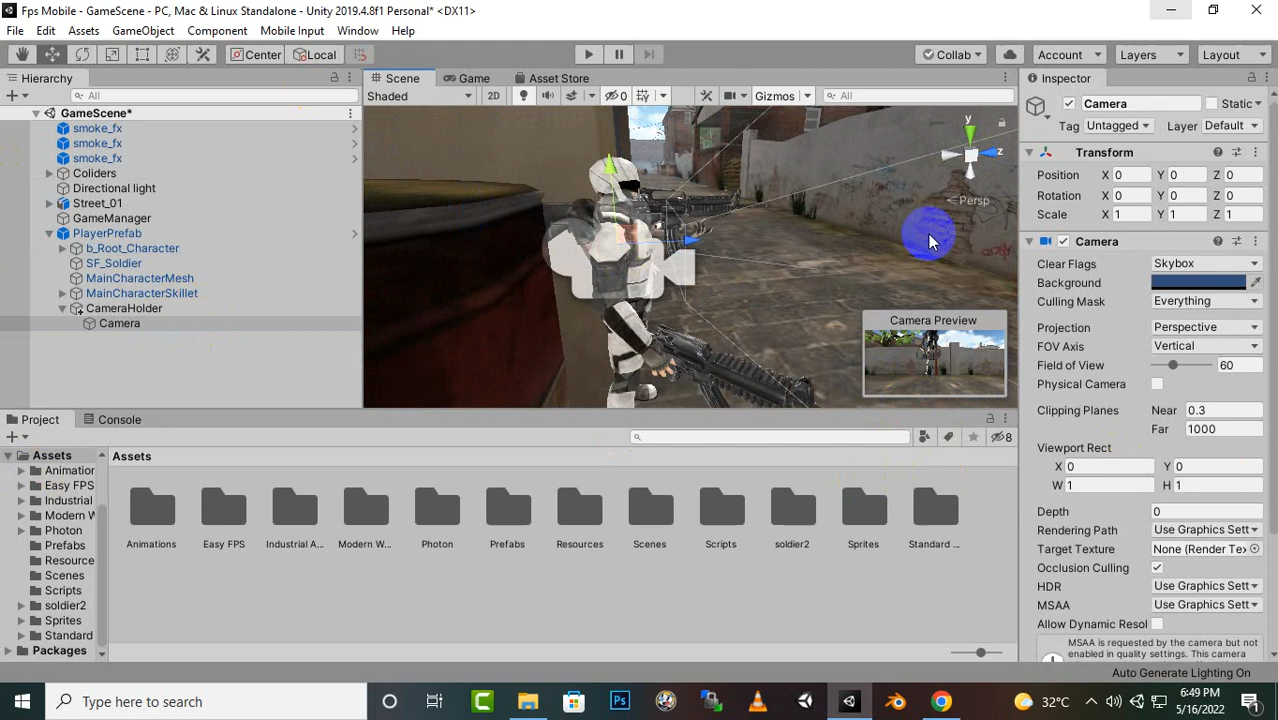 Fps Mobile - GameScene - PC, Mac & Linux Standalone - Unity 2019.4.8f1 Personal* <DX11>
File Edit Assets GameObject Component Mobile Input Window Help
Center Local Collab Account Layers Layout
Hierarchy
All
GameScene*
smoke_fx
smoke_fx
smoke_fx
Coliders
Directional light
Street_01
GameManager
PlayerPrefab
b_Root_Character
SF_Soldier
MainCharacterMesh
MainCharacterSkillet
CameraHolder
Camera
Scene Game Asset Store
Shaded 2D 0 Gizmos All
y
z
Persp
Camera Preview
Inspector
Camera Static
Tag Untagged Layer Default
Transform
Position X 0 Y 0 Z 0
Rotation X 0 Y 0 Z 0
Scale X 1 Y 1 Z 1
Camera
Clear Flags Skybox
Background
Culling Mask Everything
Projection Perspective
FOV Axis Vertical
Field of View 60
Physical Camera
Clipping Planes Near 0.3
Far 1000
Viewport Rect
X 0 Y 0
W 1 H 1
Depth 0
Rendering Path Use Graphics Sett
Target Texture None (Render Tex
Occlusion Culling
HDR Use Graphics Sett
MSAA Use Graphics Sett
Allow Dynamic Resol
MSAA is requested by the camera but not
enabled in quality settings. This camera
Auto Generate Lighting On
Project Console
8
Assets
Animation
Easy FPS
Industrial
Modern W
Photon
Prefabs
Resource
Scenes
Scripts
soldier2
Sprites
Standard
Packages
Assets
Animations Easy FPS Industrial A... Modern W... Photon Prefabs Resources Scenes Scripts soldier2 Sprites Standard ...
Type here to search
Ps
32°C
6:49 PM
5/16/2022
1